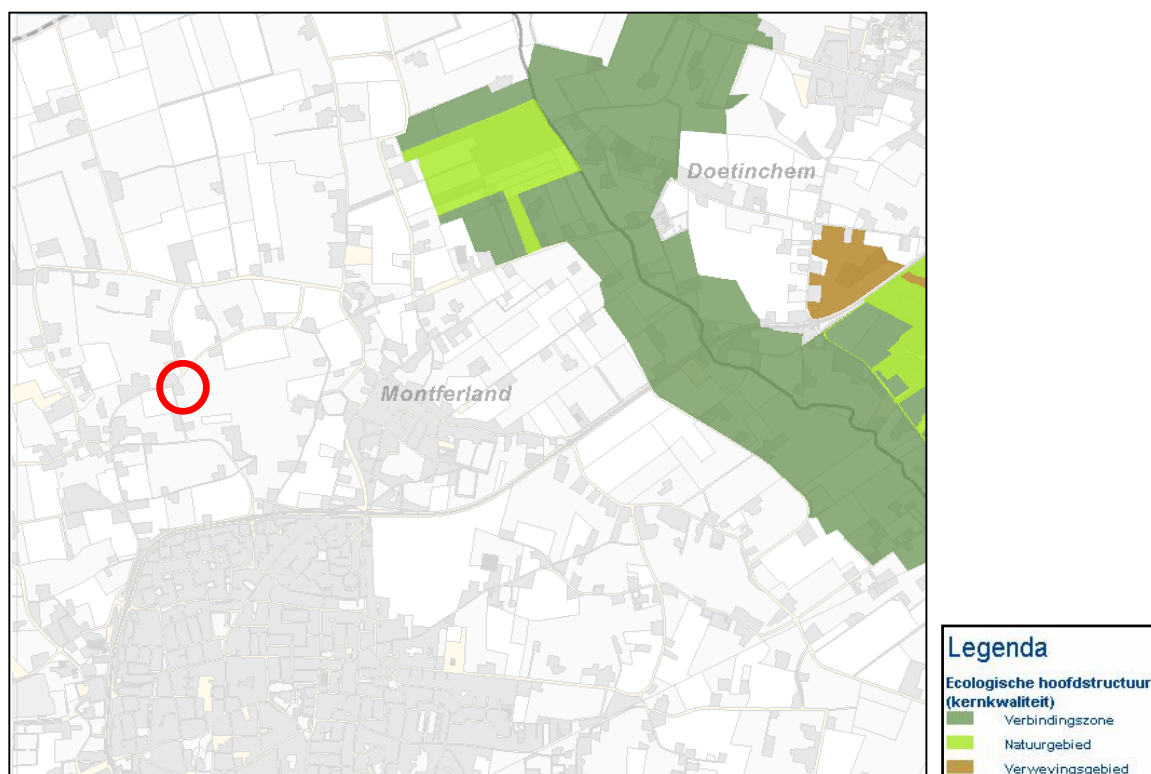 Doetinchem
Montferland
Legenda
Ecologische hoofdstructuur
(kernkwaliteit)
Verbindingszone
Natuurgebied
Verwevingsgebied